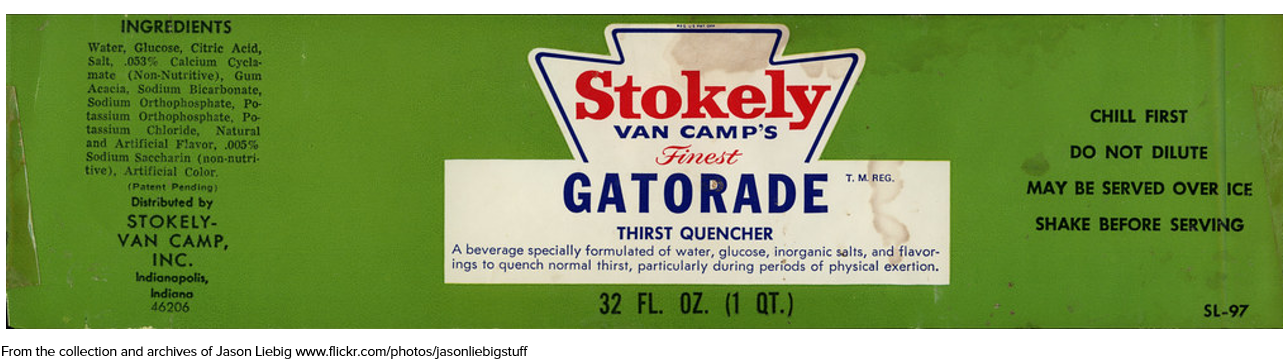 INGREDIENTS
Water, Glucose, Citric Acid,
Salt, .053% Calcium Cycla-
mate (Non-Nutritive), Gum
Acacia, Sodium Bicarbonate,
Sodium Orthophosphate, Po-
tassium Orthophosphate, Po-
tassium Chloride, Natural
and Artificial Flavor, .005%
Sodium Saccharin (non-nutri-
tive), Artificial Color.
(Patent Pending)
Distributed by
STOKELY-
VAN CAMP,
INC.
Indianapolis,
Indiana
46206
REG. U.S. PAT. OFF.
Stokely
VAN CAMP'S
Finest
GATORADE T. M. REG.
THIRST QUENCHER
A beverage specially formulated of water, glucose, inorganic salts, and flavor-
ings to quench normal thirst, particularly during periods of physical exertion.
32 FL. OZ. (1 QT.)
CHILL FIRST
DO NOT DILUTE
MAY BE SERVED OVER ICE
SHAKE BEFORE SERVING
SL-97
From the collection and archives of Jason Liebig www.flickr.com/photos/jasonliebigstuff